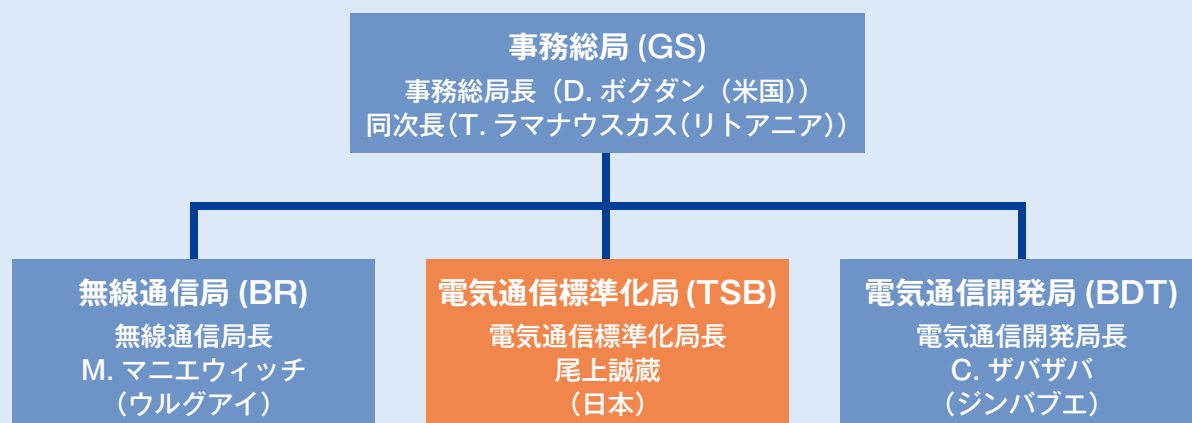 事務総局 (GS)
事務総局長（D. ボグダン（米国））
同次長（T. ラマナウスカス（リトアニア））
無線通信局 (BR)
無線通信局長
M. マニエウィッチ
（ウルグアイ）
電気通信標準化局 (TSB)
電気通信標準化局長
尾上誠蔵
（日本）
電気通信開発局 (BDT)
電気通信開発局長
C. ザバザバ
（ジンバブエ）